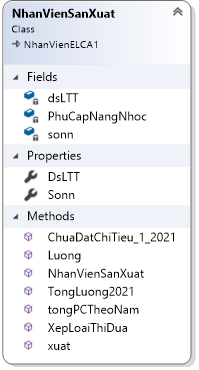 NhanVienSanXuat
Class
NhanVienELCA1
Fields
dsLTT
PhuCapNangNhoc
sonn
Properties
DsLTT
Sonn
Methods
ChuaDatChiTieu_1_2021
Luong
NhanVienSanXuat
TongLuong2021
tongPCTheoNam
XepLoaiThiDua
xuat